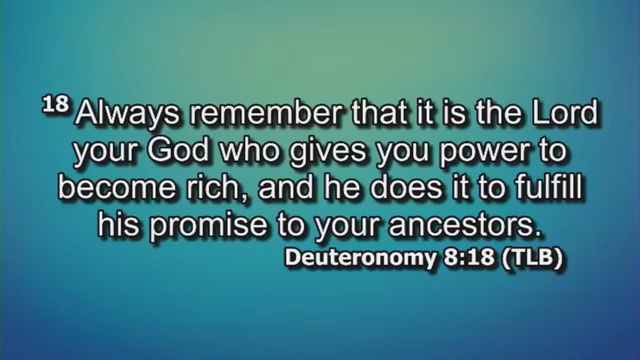 18 Always remember that it is the Lord
your God who gives you power to
become rich, and he does it to fulfill
his promise to your ancestors.
Deuteronomy 8:18 (TLB)